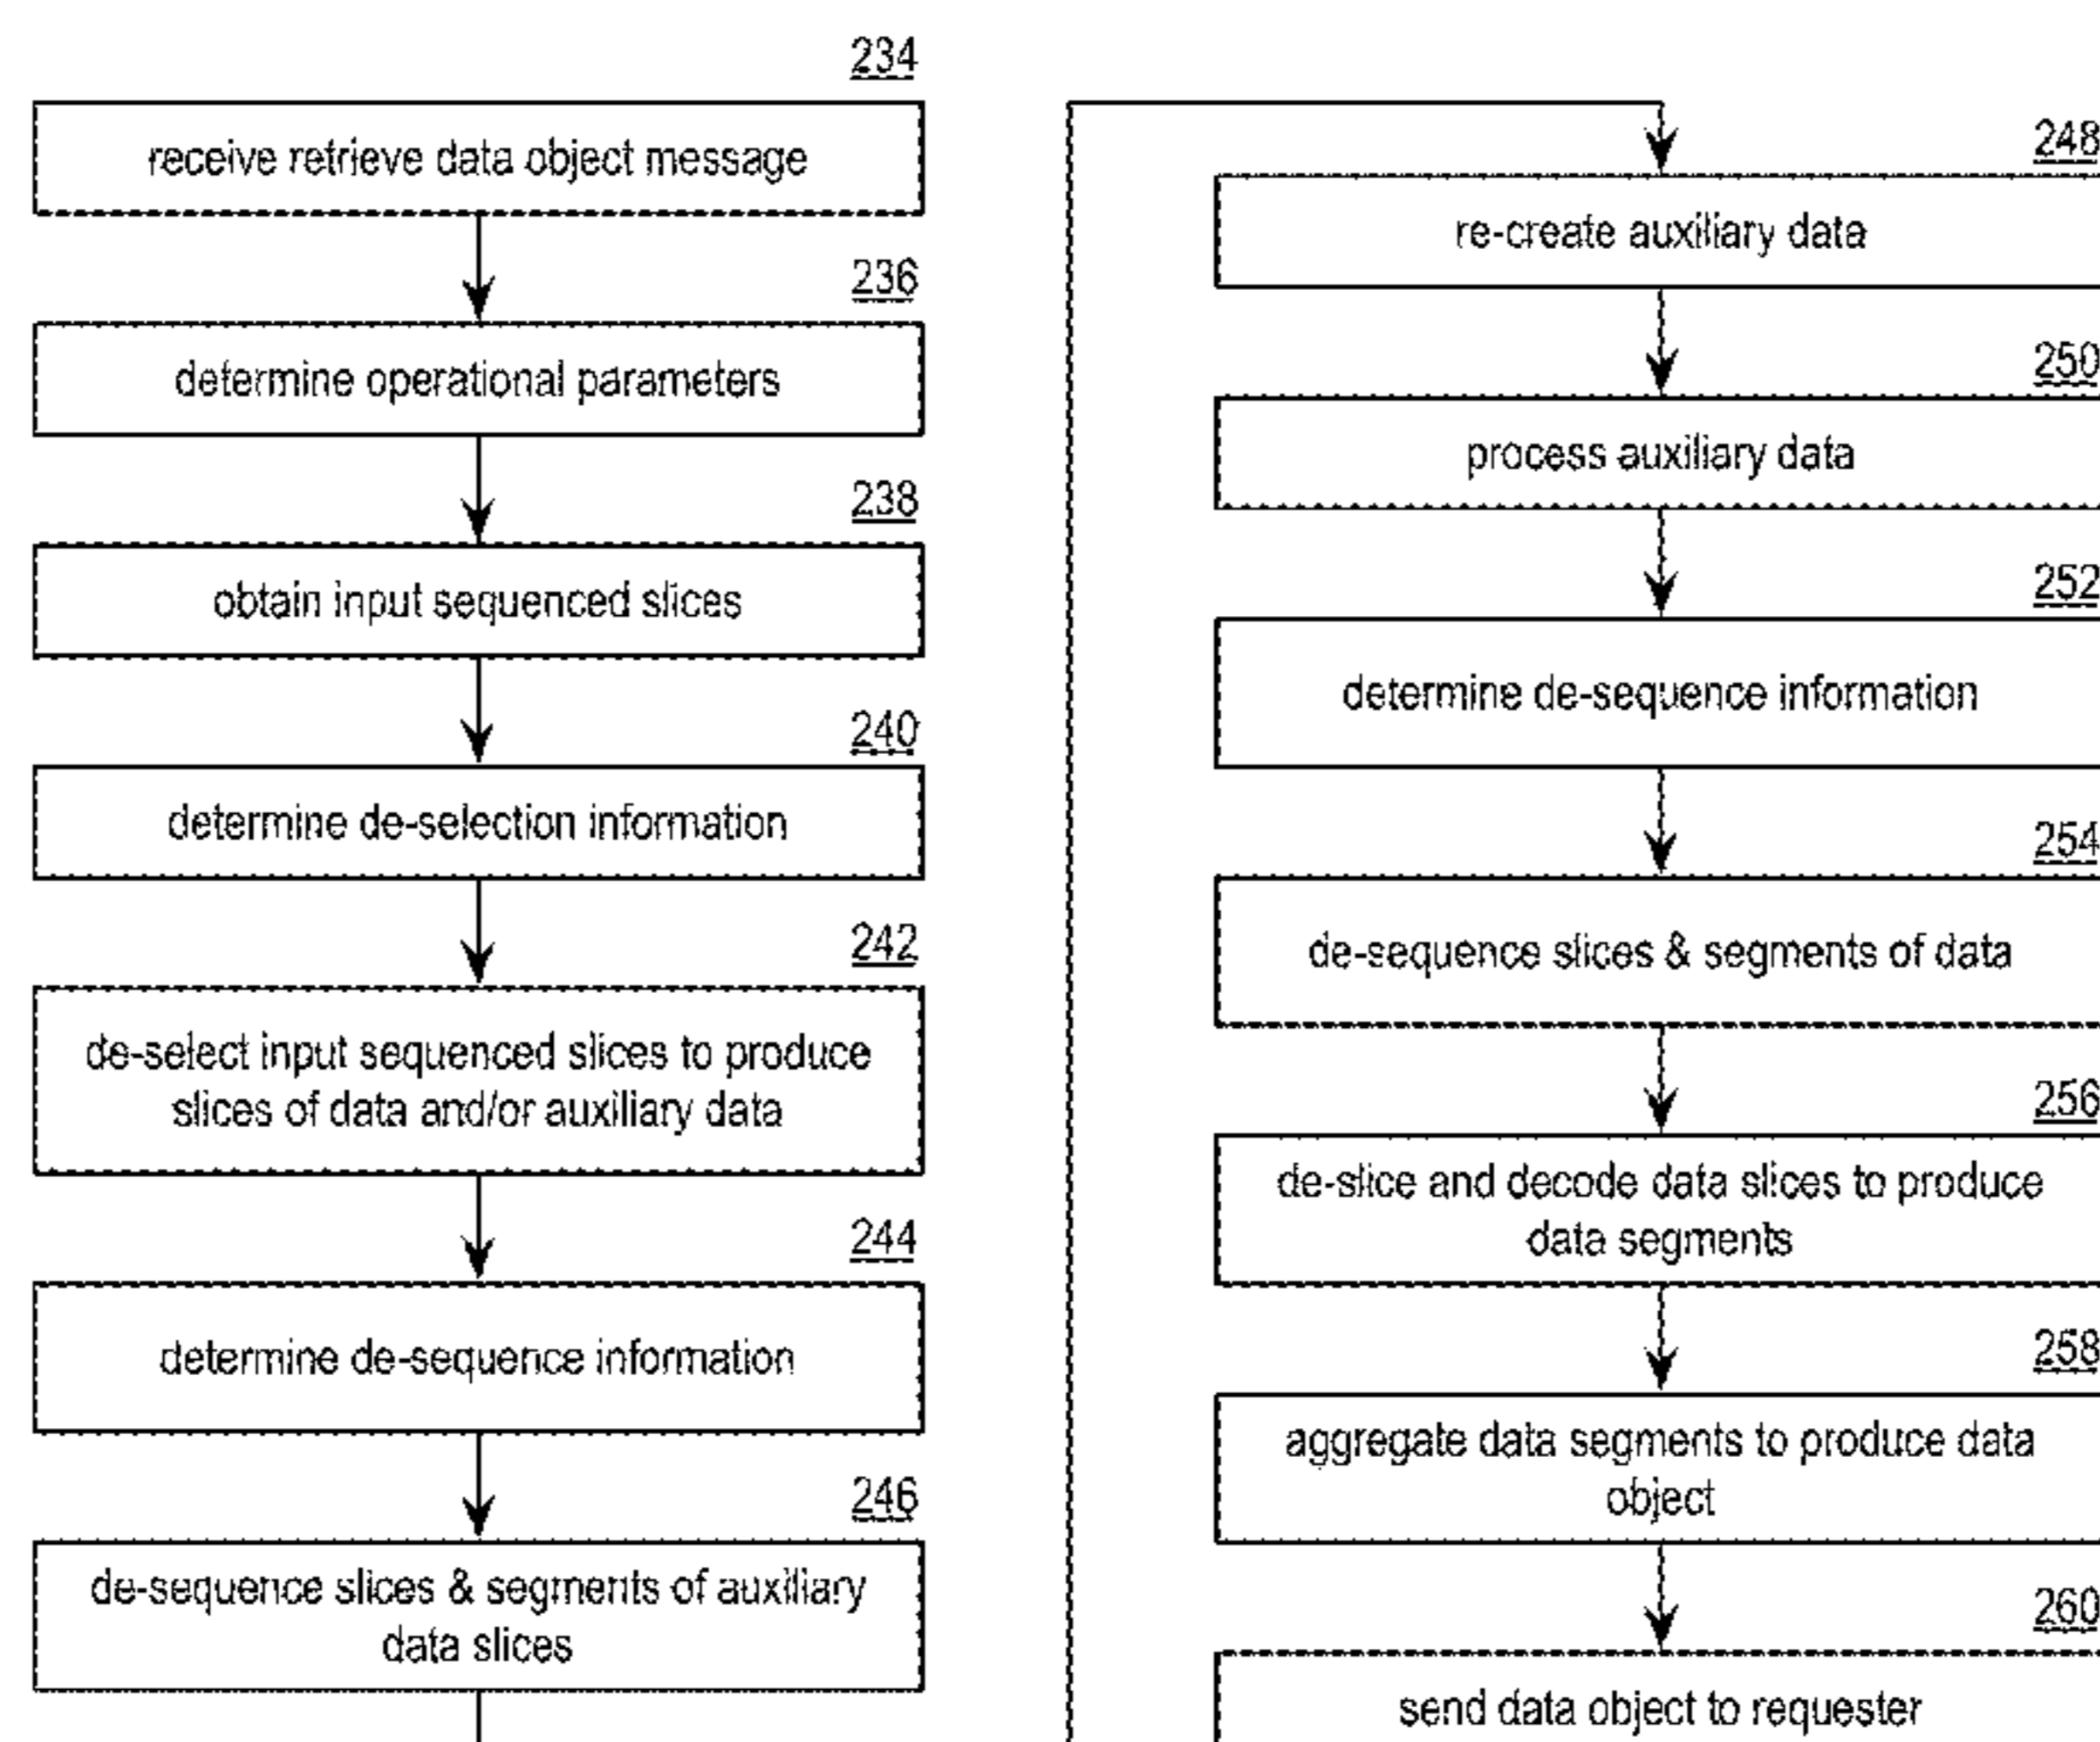 234
receive retrieve data object message
236
determine operational parameters
238
obtain input sequenced slices
240
determine de-selection information
242
de-select input sequenced slices to produce
slices of data and/or auxiliary data
244
determine de-sequence information
246
de-sequence slices & segments of auxiliary
data slices
248
re-create auxiliary data
250
process auxiliary data
252
determine de-sequence information
254
de-sequence slices & segments of data
256
de-slice and decode data slices to produce
data segments
258
aggregate data segments to produce data
object
260
send data object to requester